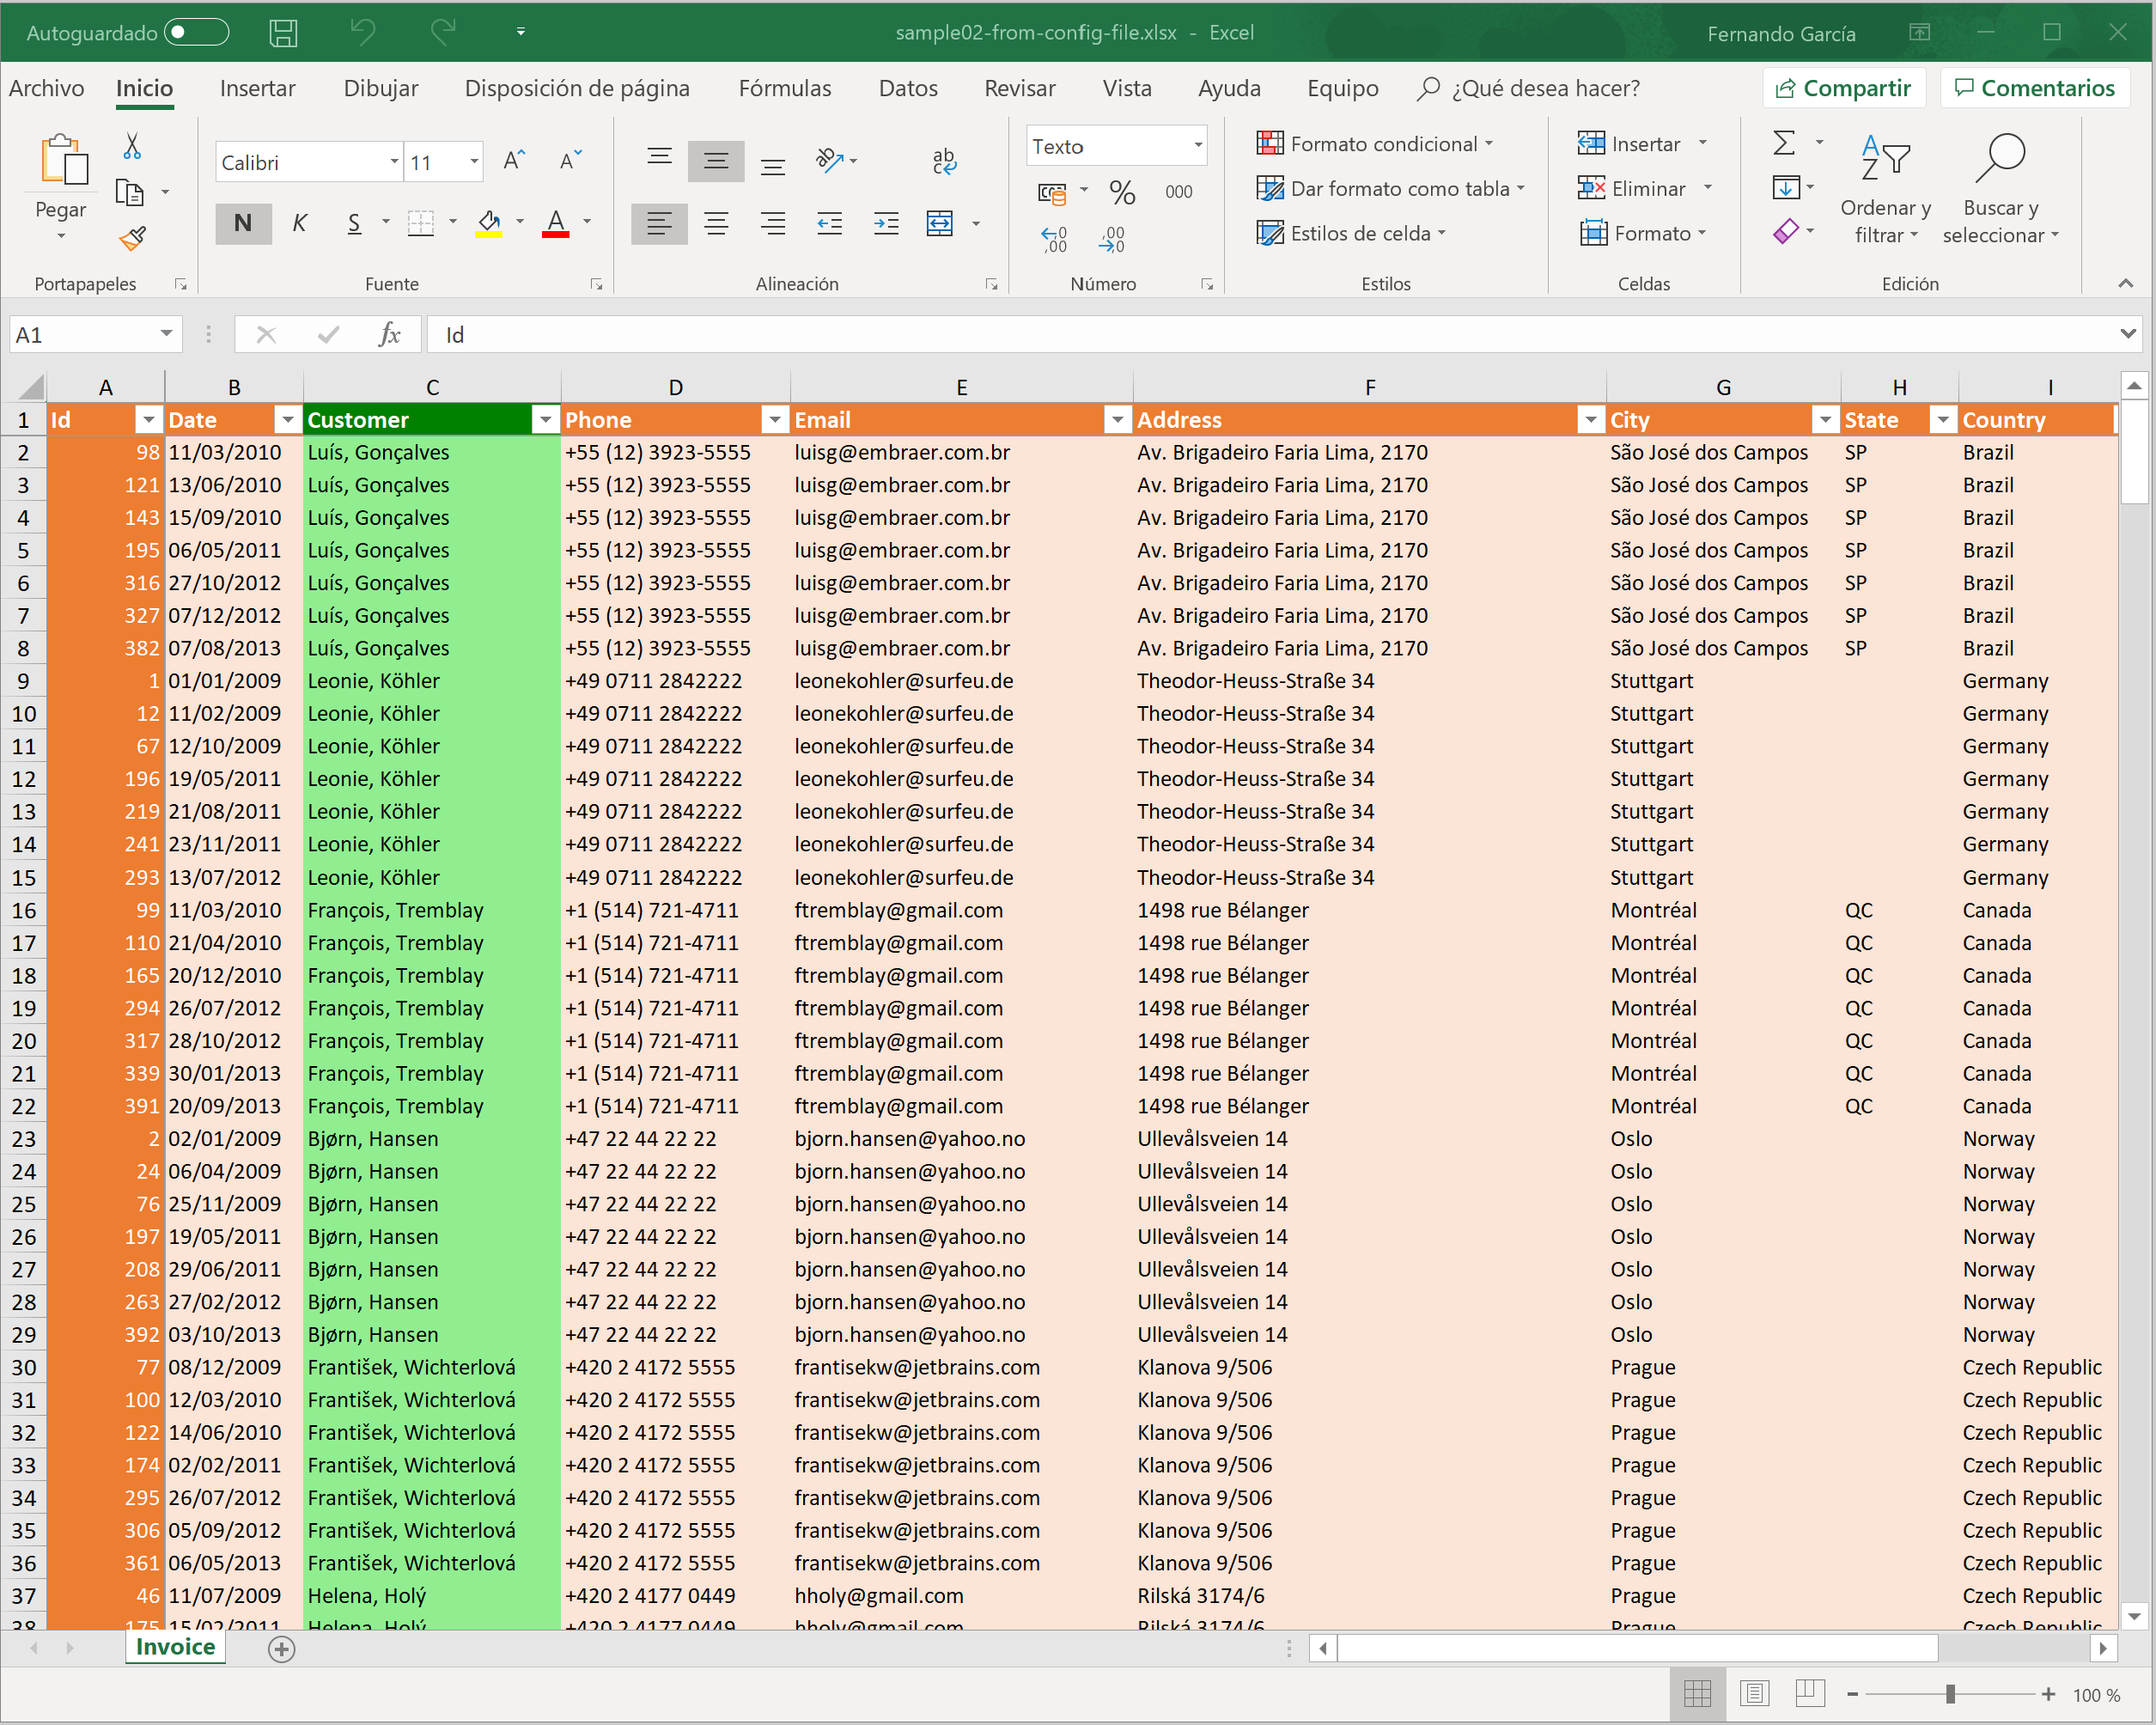 Autoguardado sample02-from-config-file.xlsx - Excel Fernando García
Archivo Inicio Insertar Dibujar Disposición de página Fórmulas Datos Revisar Vista Ayuda Equipo ¿Qué desea hacer? Compartir Comentarios
Pegar
Portapapeles
Calibri 11
N K S A
Fuente
ab
Alineación
Texto
% 000
Número
Formato condicional
Dar formato como tabla
Estilos de celda
Estilos
Insertar
Eliminar
Formato
Celdas
Ordenar y filtrar
Buscar y seleccionar
Edición
A1 fx Id
A B C D E F G H I
1 Id Date Customer Phone Email Address City State Country
2 98 11/03/2010 Luís, Gonçalves +55 (12) 3923-5555 luisg@embraer.com.br Av. Brigadeiro Faria Lima, 2170 São José dos Campos SP Brazil
3 121 13/06/2010 Luís, Gonçalves +55 (12) 3923-5555 luisg@embraer.com.br Av. Brigadeiro Faria Lima, 2170 São José dos Campos SP Brazil
4 143 15/09/2010 Luís, Gonçalves +55 (12) 3923-5555 luisg@embraer.com.br Av. Brigadeiro Faria Lima, 2170 São José dos Campos SP Brazil
5 195 06/05/2011 Luís, Gonçalves +55 (12) 3923-5555 luisg@embraer.com.br Av. Brigadeiro Faria Lima, 2170 São José dos Campos SP Brazil
6 316 27/10/2012 Luís, Gonçalves +55 (12) 3923-5555 luisg@embraer.com.br Av. Brigadeiro Faria Lima, 2170 São José dos Campos SP Brazil
7 327 07/12/2012 Luís, Gonçalves +55 (12) 3923-5555 luisg@embraer.com.br Av. Brigadeiro Faria Lima, 2170 São José dos Campos SP Brazil
8 382 07/08/2013 Luís, Gonçalves +55 (12) 3923-5555 luisg@embraer.com.br Av. Brigadeiro Faria Lima, 2170 São José dos Campos SP Brazil
9 1 01/01/2009 Leonie, Köhler +49 0711 2842222 leonekohler@surfeu.de Theodor-Heuss-Straße 34 Stuttgart Germany
10 12 11/02/2009 Leonie, Köhler +49 0711 2842222 leonekohler@surfeu.de Theodor-Heuss-Straße 34 Stuttgart Germany
11 67 12/10/2009 Leonie, Köhler +49 0711 2842222 leonekohler@surfeu.de Theodor-Heuss-Straße 34 Stuttgart Germany
12 196 19/05/2011 Leonie, Köhler +49 0711 2842222 leonekohler@surfeu.de Theodor-Heuss-Straße 34 Stuttgart Germany
13 219 21/08/2011 Leonie, Köhler +49 0711 2842222 leonekohler@surfeu.de Theodor-Heuss-Straße 34 Stuttgart Germany
14 241 23/11/2011 Leonie, Köhler +49 0711 2842222 leonekohler@surfeu.de Theodor-Heuss-Straße 34 Stuttgart Germany
15 293 13/07/2012 Leonie, Köhler +49 0711 2842222 leonekohler@surfeu.de Theodor-Heuss-Straße 34 Stuttgart Germany
16 99 11/03/2010 François, Tremblay +1 (514) 721-4711 ftremblay@gmail.com 1498 rue Bélanger Montréal QC Canada
17 110 21/04/2010 François, Tremblay +1 (514) 721-4711 ftremblay@gmail.com 1498 rue Bélanger Montréal QC Canada
18 165 20/12/2010 François, Tremblay +1 (514) 721-4711 ftremblay@gmail.com 1498 rue Bélanger Montréal QC Canada
19 294 26/07/2012 François, Tremblay +1 (514) 721-4711 ftremblay@gmail.com 1498 rue Bélanger Montréal QC Canada
20 317 28/10/2012 François, Tremblay +1 (514) 721-4711 ftremblay@gmail.com 1498 rue Bélanger Montréal QC Canada
21 339 30/01/2013 François, Tremblay +1 (514) 721-4711 ftremblay@gmail.com 1498 rue Bélanger Montréal QC Canada
22 391 20/09/2013 François, Tremblay +1 (514) 721-4711 ftremblay@gmail.com 1498 rue Bélanger Montréal QC Canada
23 2 02/01/2009 Bjørn, Hansen +47 22 44 22 22 bjorn.hansen@yahoo.no Ullevålsveien 14 Oslo Norway
24 24 06/04/2009 Bjørn, Hansen +47 22 44 22 22 bjorn.hansen@yahoo.no Ullevålsveien 14 Oslo Norway
25 76 25/11/2009 Bjørn, Hansen +47 22 44 22 22 bjorn.hansen@yahoo.no Ullevålsveien 14 Oslo Norway
26 197 19/05/2011 Bjørn, Hansen +47 22 44 22 22 bjorn.hansen@yahoo.no Ullevålsveien 14 Oslo Norway
27 208 29/06/2011 Bjørn, Hansen +47 22 44 22 22 bjorn.hansen@yahoo.no Ullevålsveien 14 Oslo Norway
28 263 27/02/2012 Bjørn, Hansen +47 22 44 22 22 bjorn.hansen@yahoo.no Ullevålsveien 14 Oslo Norway
29 392 03/10/2013 Bjørn, Hansen +47 22 44 22 22 bjorn.hansen@yahoo.no Ullevålsveien 14 Oslo Norway
30 77 08/12/2009 František, Wichterlová +420 2 4172 5555 frantisekw@jetbrains.com Klanova 9/506 Prague Czech Republic
31 100 12/03/2010 František, Wichterlová +420 2 4172 5555 frantisekw@jetbrains.com Klanova 9/506 Prague Czech Republic
32 122 14/06/2010 František, Wichterlová +420 2 4172 5555 frantisekw@jetbrains.com Klanova 9/506 Prague Czech Republic
33 174 02/02/2011 František, Wichterlová +420 2 4172 5555 frantisekw@jetbrains.com Klanova 9/506 Prague Czech Republic
34 295 26/07/2012 František, Wichterlová +420 2 4172 5555 frantisekw@jetbrains.com Klanova 9/506 Prague Czech Republic
35 306 05/09/2012 František, Wichterlová +420 2 4172 5555 frantisekw@jetbrains.com Klanova 9/506 Prague Czech Republic
36 361 06/05/2013 František, Wichterlová +420 2 4172 5555 frantisekw@jetbrains.com Klanova 9/506 Prague Czech Republic
37 46 11/07/2009 Helena, Holý +420 2 4177 0449 hholy@gmail.com Rilská 3174/6 Prague Czech Republic
38 175 15/02/2011 Helena, Holý +420 2 4177 0449 hholy@gmail.com Rilská 3174/6 Prague Czech Republic
Invoice
100 %